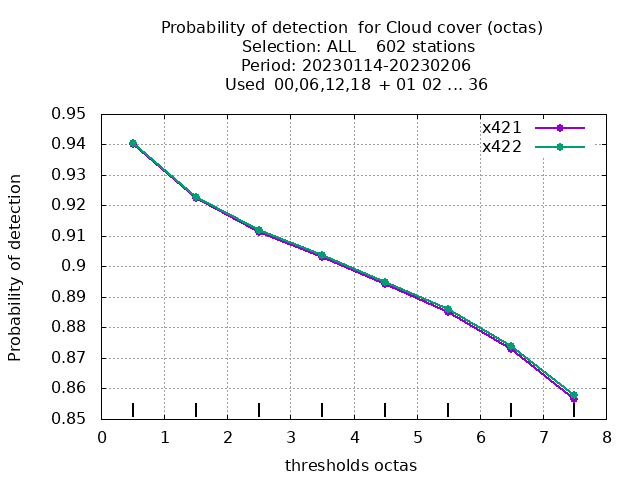 Probability of detection  for Cloud cover (octas)
Selection: ALL    602 stations
Period: 20230114-20230206
Used  00,06,12,18 + 01 02 ... 36
x421
x422
0.95
0.94
0.93
0.92
0.91
0.9
0.89
0.88
0.87
0.86
0.85
Probability of detection
0 1 2 3 4 5 6 7 8
thresholds octas